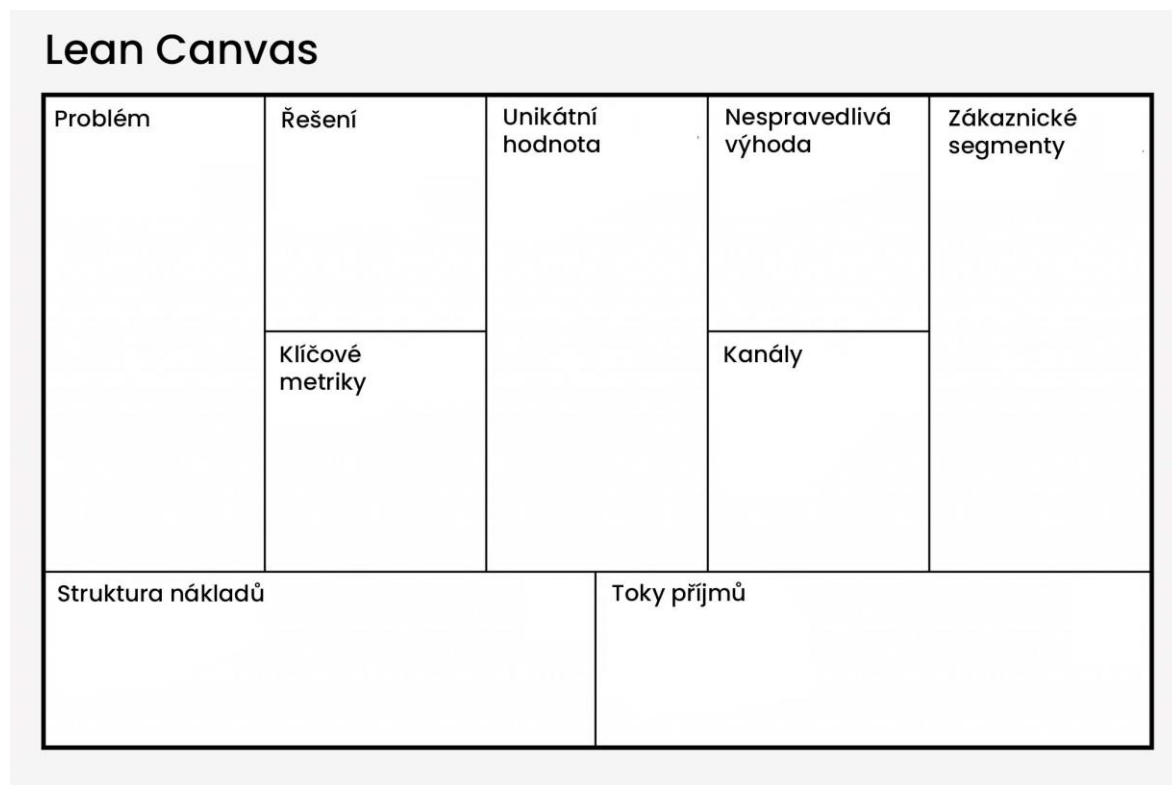 Lean Canvas
Problém
Řešení
Klíčové
metriky
Unikátní
hodnota
Nespravedlivá
výhoda
Kanály
Zákaznické
segmenty
Struktura nákladů
Toky příjmů